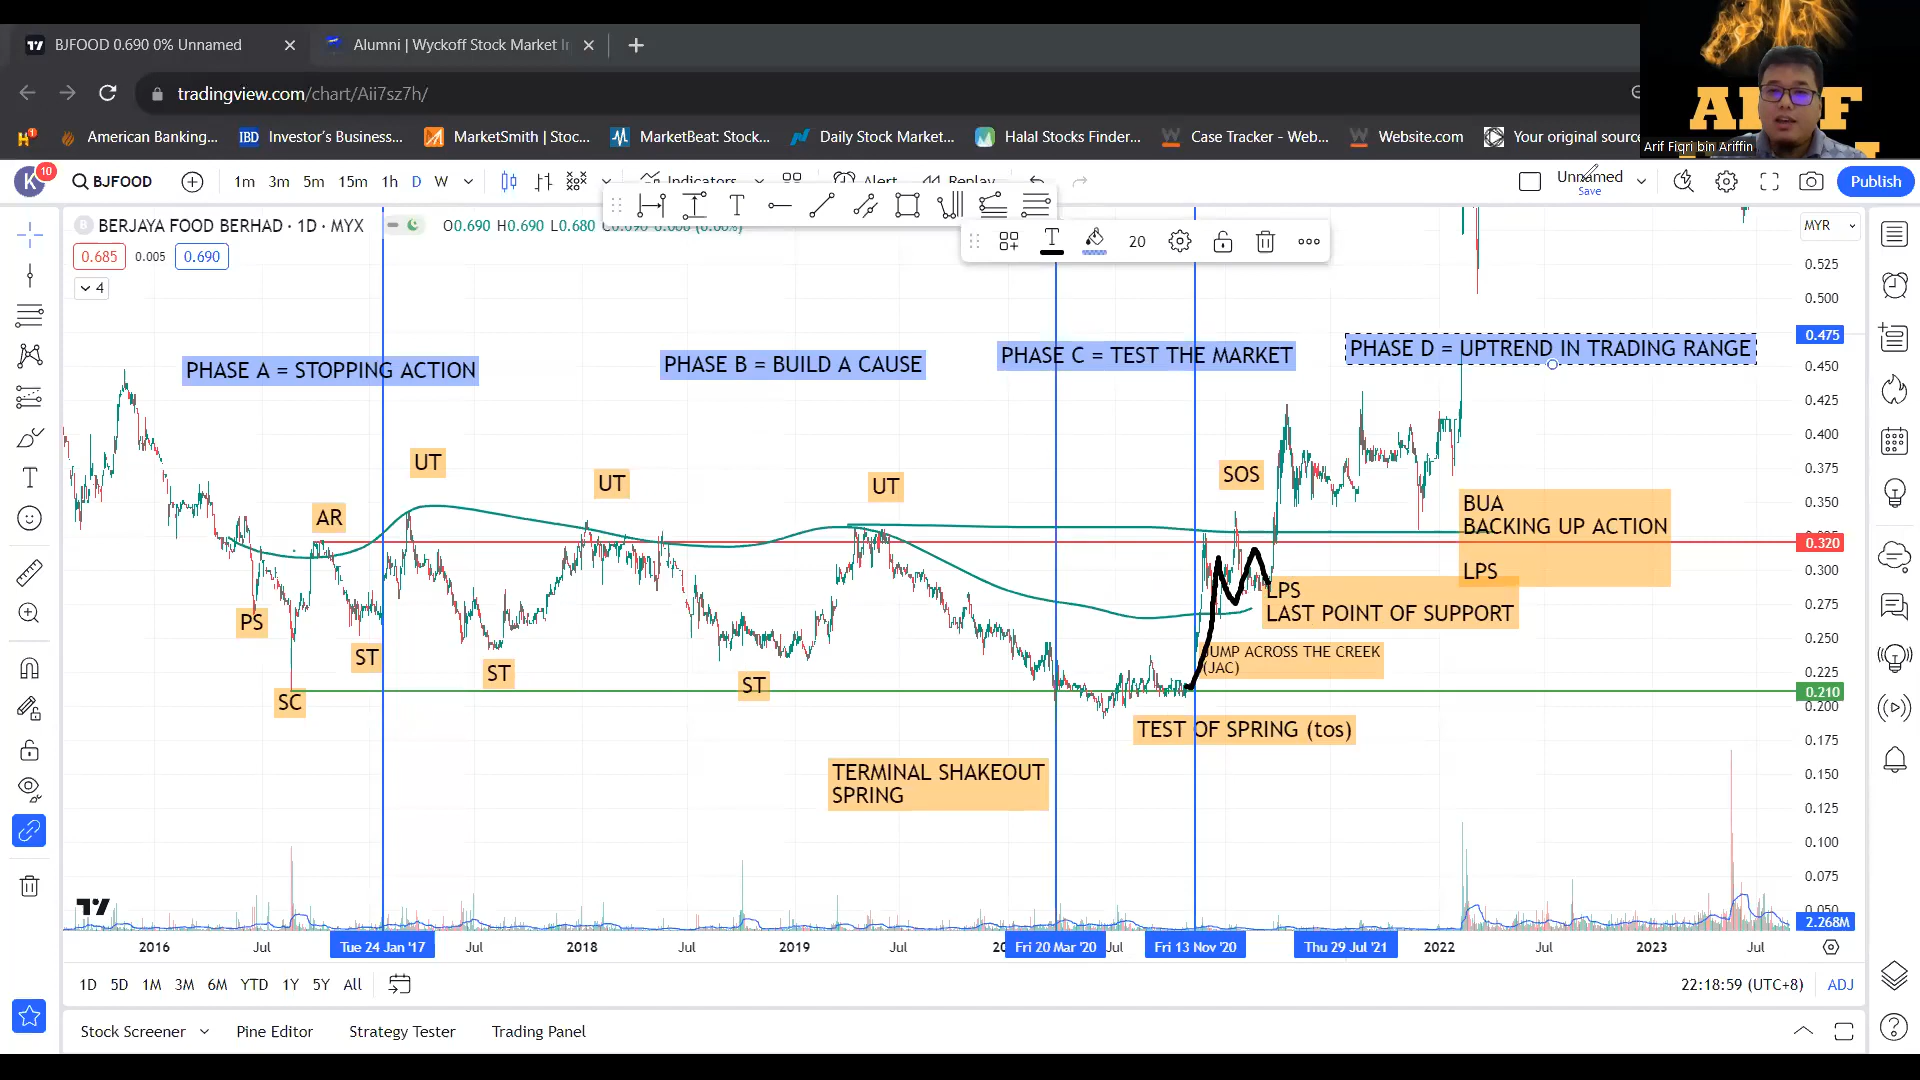 BJFOOD 0.690 0% Unnamed
Alumni | Wyckoff Stock Market In
tradingview.com/chart/Aii7sz7h/
American Banking...
IBD Investor's Business...
MarketSmith | Stoc...
MarketBeat: Stock...
Daily Stock Market...
Halal Stocks Finder...
Case Tracker - Web...
Website.com
Your original source
Arif Fiqri bin Ariffin
K 10
BJFOOD
1m 3m 5m 15m 1h D W
Indicators
Alert
Replay
Unnamed
Save
Publish
BERJAYA FOOD BERHAD · 1D · MYX
O0.690 H0.690 L0.680
MYR
0.685 0.005 0.690
4
20
0.525
0.500
0.475
0.450
0.425
0.400
0.375
0.350
0.320
0.300
0.275
0.250
0.225
0.210
0.200
0.175
0.150
0.125
0.100
0.075
2.268M
PHASE A = STOPPING ACTION
PHASE B = BUILD A CAUSE
PHASE C = TEST THE MARKET
PHASE D = UPTREND IN TRADING RANGE
UT
UT
UT
SOS
AR
BUA
BACKING UP ACTION
LPS
PS
ST
SC
ST
ST
LPS
LAST POINT OF SUPPORT
JUMP ACROSS THE CREEK
(JAC)
TEST OF SPRING (tos)
TERMINAL SHAKEOUT
SPRING
2016 Jul Tue 24 Jan '17 Jul 2018 Jul 2019 Jul Fri 20 Mar '20 Jul Fri 13 Nov '20 Thu 29 Jul '21 2022 Jul 2023 Jul
1D 5D 1M 3M 6M YTD 1Y 5Y All
22:18:59 (UTC+8) ADJ
Stock Screener
Pine Editor
Strategy Tester
Trading Panel